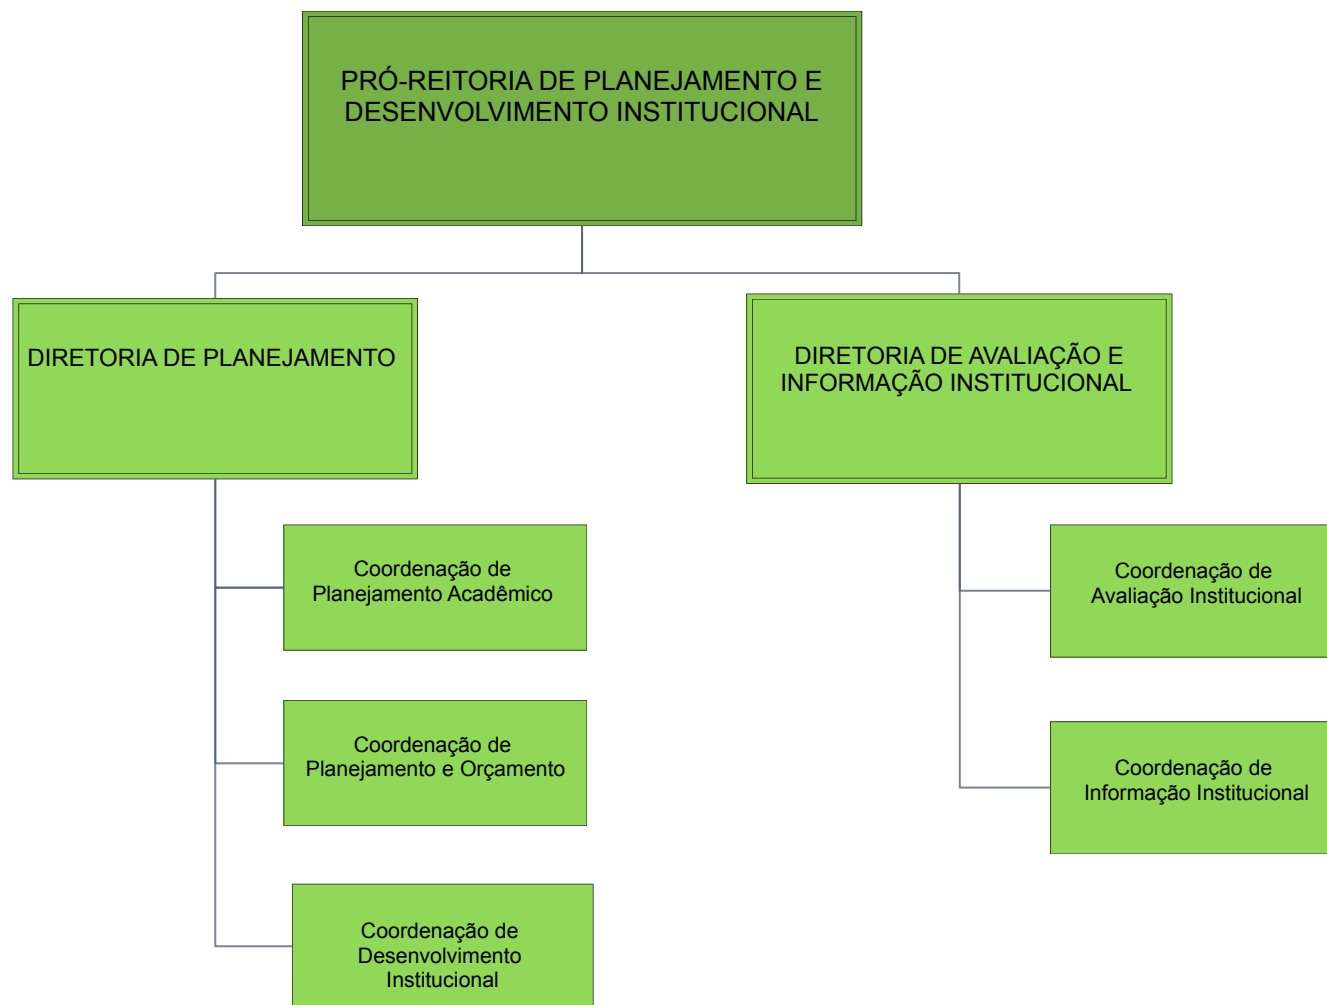 PRÓ-REITORIA DE PLANEJAMENTO E
DESENVOLVIMENTO INSTITUCIONAL
DIRETORIA DE PLANEJAMENTO
DIRETORIA DE AVALIAÇÃO E
INFORMAÇÃO INSTITUCIONAL
Coordenação de
Planejamento Acadêmico
Coordenação de
Avaliação Institucional
Coordenação de
Planejamento e Orçamento
Coordenação de
Informação Institucional
Coordenação de
Desenvolvimento
Institucional